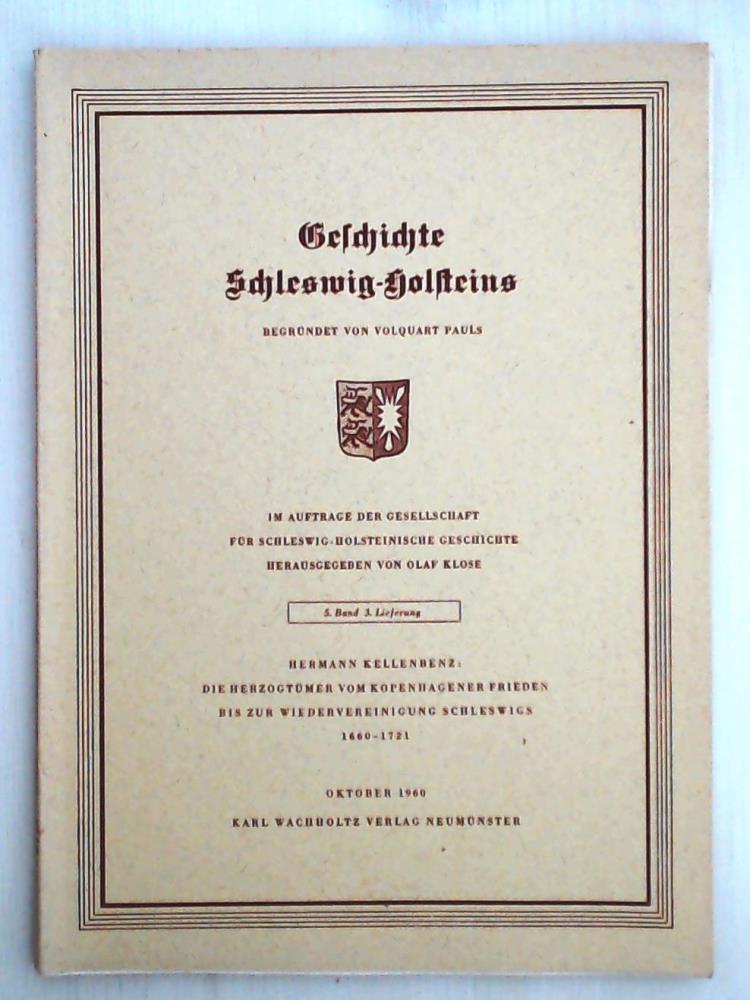 Geschichte
Schleswig-Holsteins
BEGRÜNDET VON VOLQUART PAULS
IM AUFTRAGE DER GESELLSCHAFT
FÜR SCHLESWIG-HOLSTEINISCHE GESCHICHTE
HERAUSGEGEBEN VON OLAF KLOSE
5. Band 3. Lieferung
HERMANN KELLENBENZ:
DIE HERZOGTÜMER VOM KOPENHAGENER FRIEDEN
BIS ZUR WIEDERVEREINIGUNG SCHLESWIGS
1660–1721
OKTOBER 1960
KARL WACHHOLTZ VERLAG NEUMÜNSTER